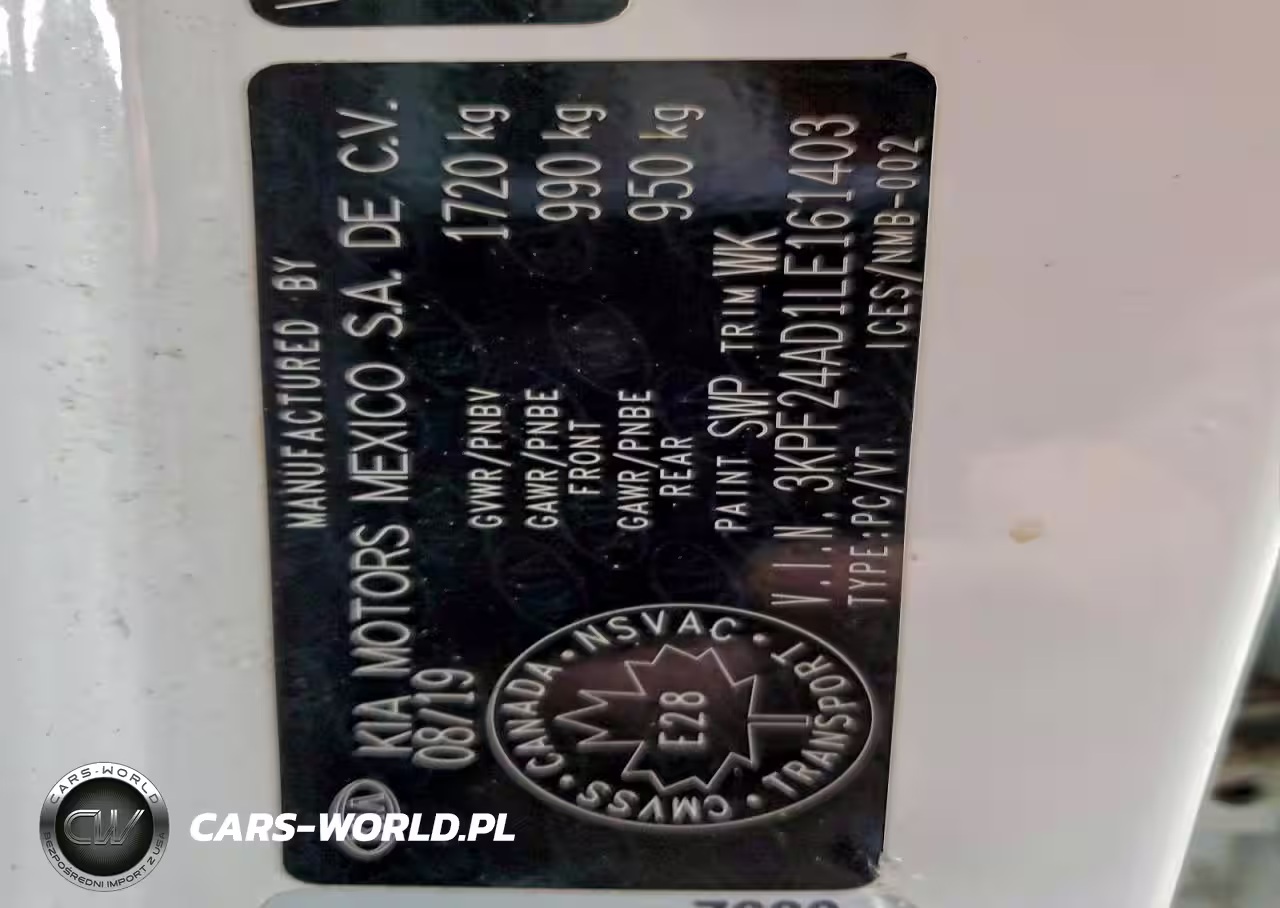 MANUFACTURED BY
KIA MOTORS MEXICO S.A. DE C.V.
08/19
GVWR/PNBV 1720 kg
GAWR/PNBE FRONT 990 kg
GAWR/PNBE REAR 950 kg
PAINT SWP TRIM WK
V.I.N. 3KPF24AD1LE161403
TYPE:PC/VT ICES/NMB-002
CMVSS • CANADA • NSVAC • TRANSPORT •
E28
KIA
CARS-WORLD
CW
BEZPOŚREDNI IMPORT Z USA
CARS-WORLD.PL